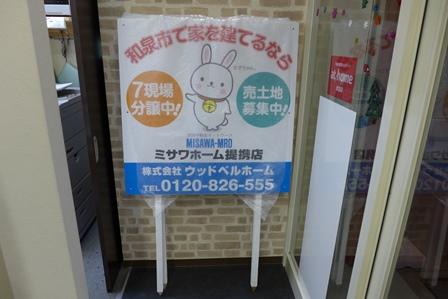 和泉市で家を建てるなら
7現場
分譲中!
売土地
募集中!
MISAWA-MRD
ミサワホーム提携店
株式会社 ウッドベルホーム
TEL 0120-826-555
at home